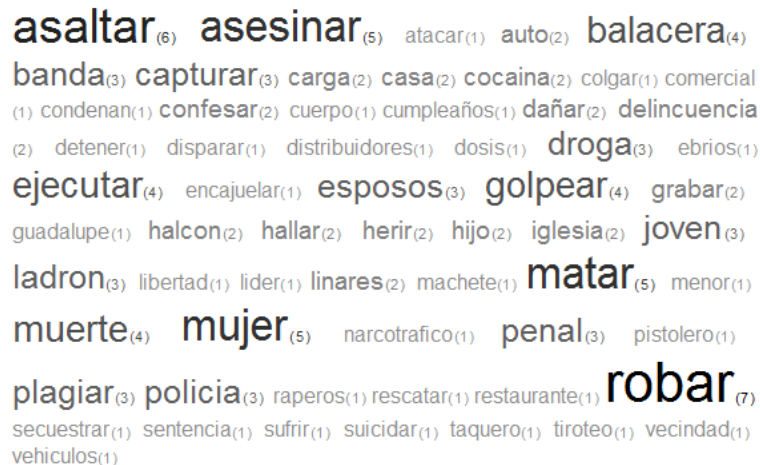 asaltar(6) asesinar(5) atacar(1) auto(2) balacera(4)
banda(3) capturar(3) carga(2) casa(2) cocaina(2) colgar(1) comercial
(1) condenan(1) confesar(2) cuerpo(1) cumpleaños(1) dañar(2) delincuencia
(2) detener(1) disparar(1) distribuidores(1) dosis(1) droga(3) ebrios(1)
ejecutar(4) encajuelar(1) esposos(3) golpear(4) grabar(2)
guadalupe(1) halcon(2) hallar(2) herir(2) hijo(2) iglesia(2) joven(3)
ladron(3) libertad(1) lider(1) linares(2) machete(1) matar(5) menor(1)
muerte(4) mujer(5) narcotrafico(1) penal(3) pistolero(1)
plagiar(3) policia(3) raperos(1) rescatar(1) restaurante(1) robar(7)
secuestrar(1) sentencia(1) sufrir(1) suicidar(1) taquero(1) tiroteo(1) vecindad(1)
vehiculos(1)